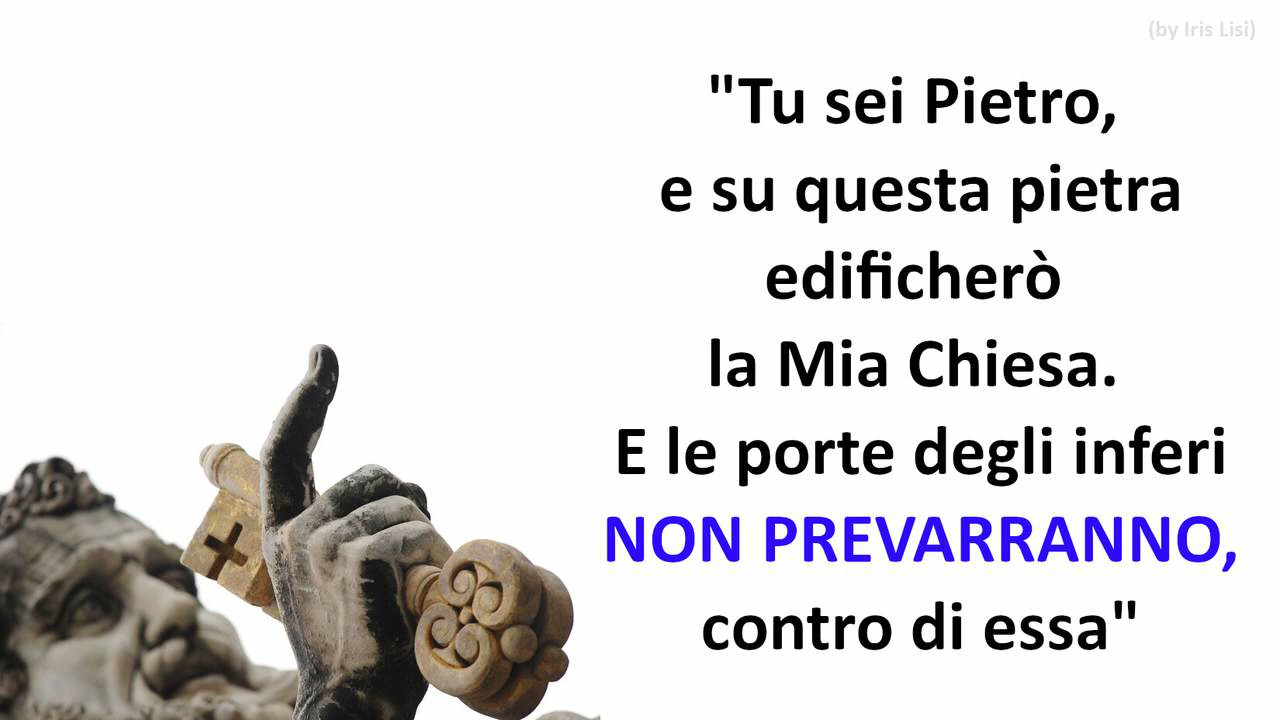 (by Iris Lisi)
"Tu sei Pietro,
e su questa pietra
edificherò
la Mia Chiesa.
E le porte degli inferi
NON PREVARRANNO,
contro di essa"